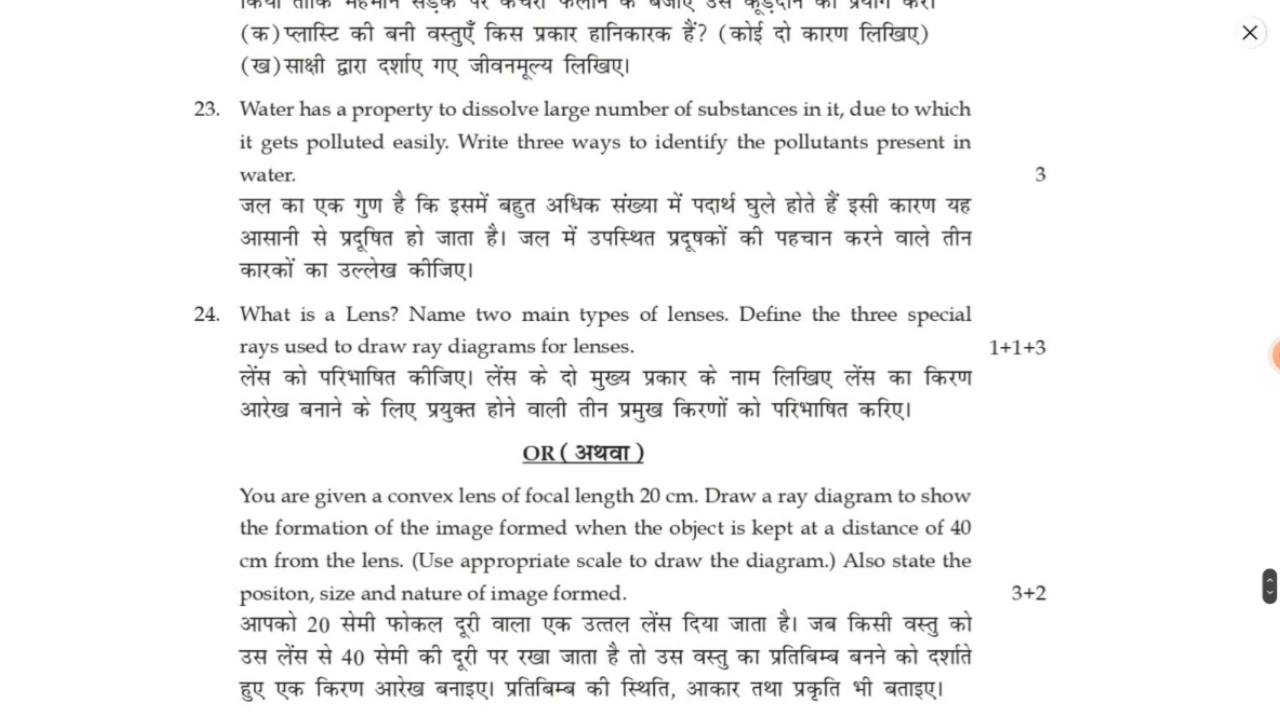 किया ताकि मेहमान सड़क पर कचरा फैलाने के बजाए उस कूड़ेदान का प्रयोग करें।
(क) प्लास्टि की बनी वस्तुएँ किस प्रकार हानिकारक हैं? (कोई दो कारण लिखिए)
(ख) साक्षी द्वारा दर्शाए गए जीवनमूल्य लिखिए।
23. Water has a property to dissolve large number of substances in it, due to which
it gets polluted easily. Write three ways to identify the pollutants present in
water. 3
जल का एक गुण है कि इसमें बहुत अधिक संख्या में पदार्थ घुले होते हैं इसी कारण यह
आसानी से प्रदूषित हो जाता है। जल में उपस्थित प्रदूषकों की पहचान करने वाले तीन
कारकों का उल्लेख कीजिए।
24. What is a Lens? Name two main types of lenses. Define the three special
rays used to draw ray diagrams for lenses. 1+1+3
लेंस को परिभाषित कीजिए। लेंस के दो मुख्य प्रकार के नाम लिखिए लेंस का किरण
आरेख बनाने के लिए प्रयुक्त होने वाली तीन प्रमुख किरणों को परिभाषित करिए।
OR ( अथवा )
You are given a convex lens of focal length 20 cm. Draw a ray diagram to show
the formation of the image formed when the object is kept at a distance of 40
cm from the lens. (Use appropriate scale to draw the diagram.) Also state the
positon, size and nature of image formed. 3+2
आपको 20 सेमी फोकल दूरी वाला एक उत्तल लेंस दिया जाता है। जब किसी वस्तु को
उस लेंस से 40 सेमी की दूरी पर रखा जाता है तो उस वस्तु का प्रतिबिम्ब बनने को दर्शाते
हुए एक किरण आरेख बनाइए। प्रतिबिम्ब की स्थिति, आकार तथा प्रकृति भी बताइए।